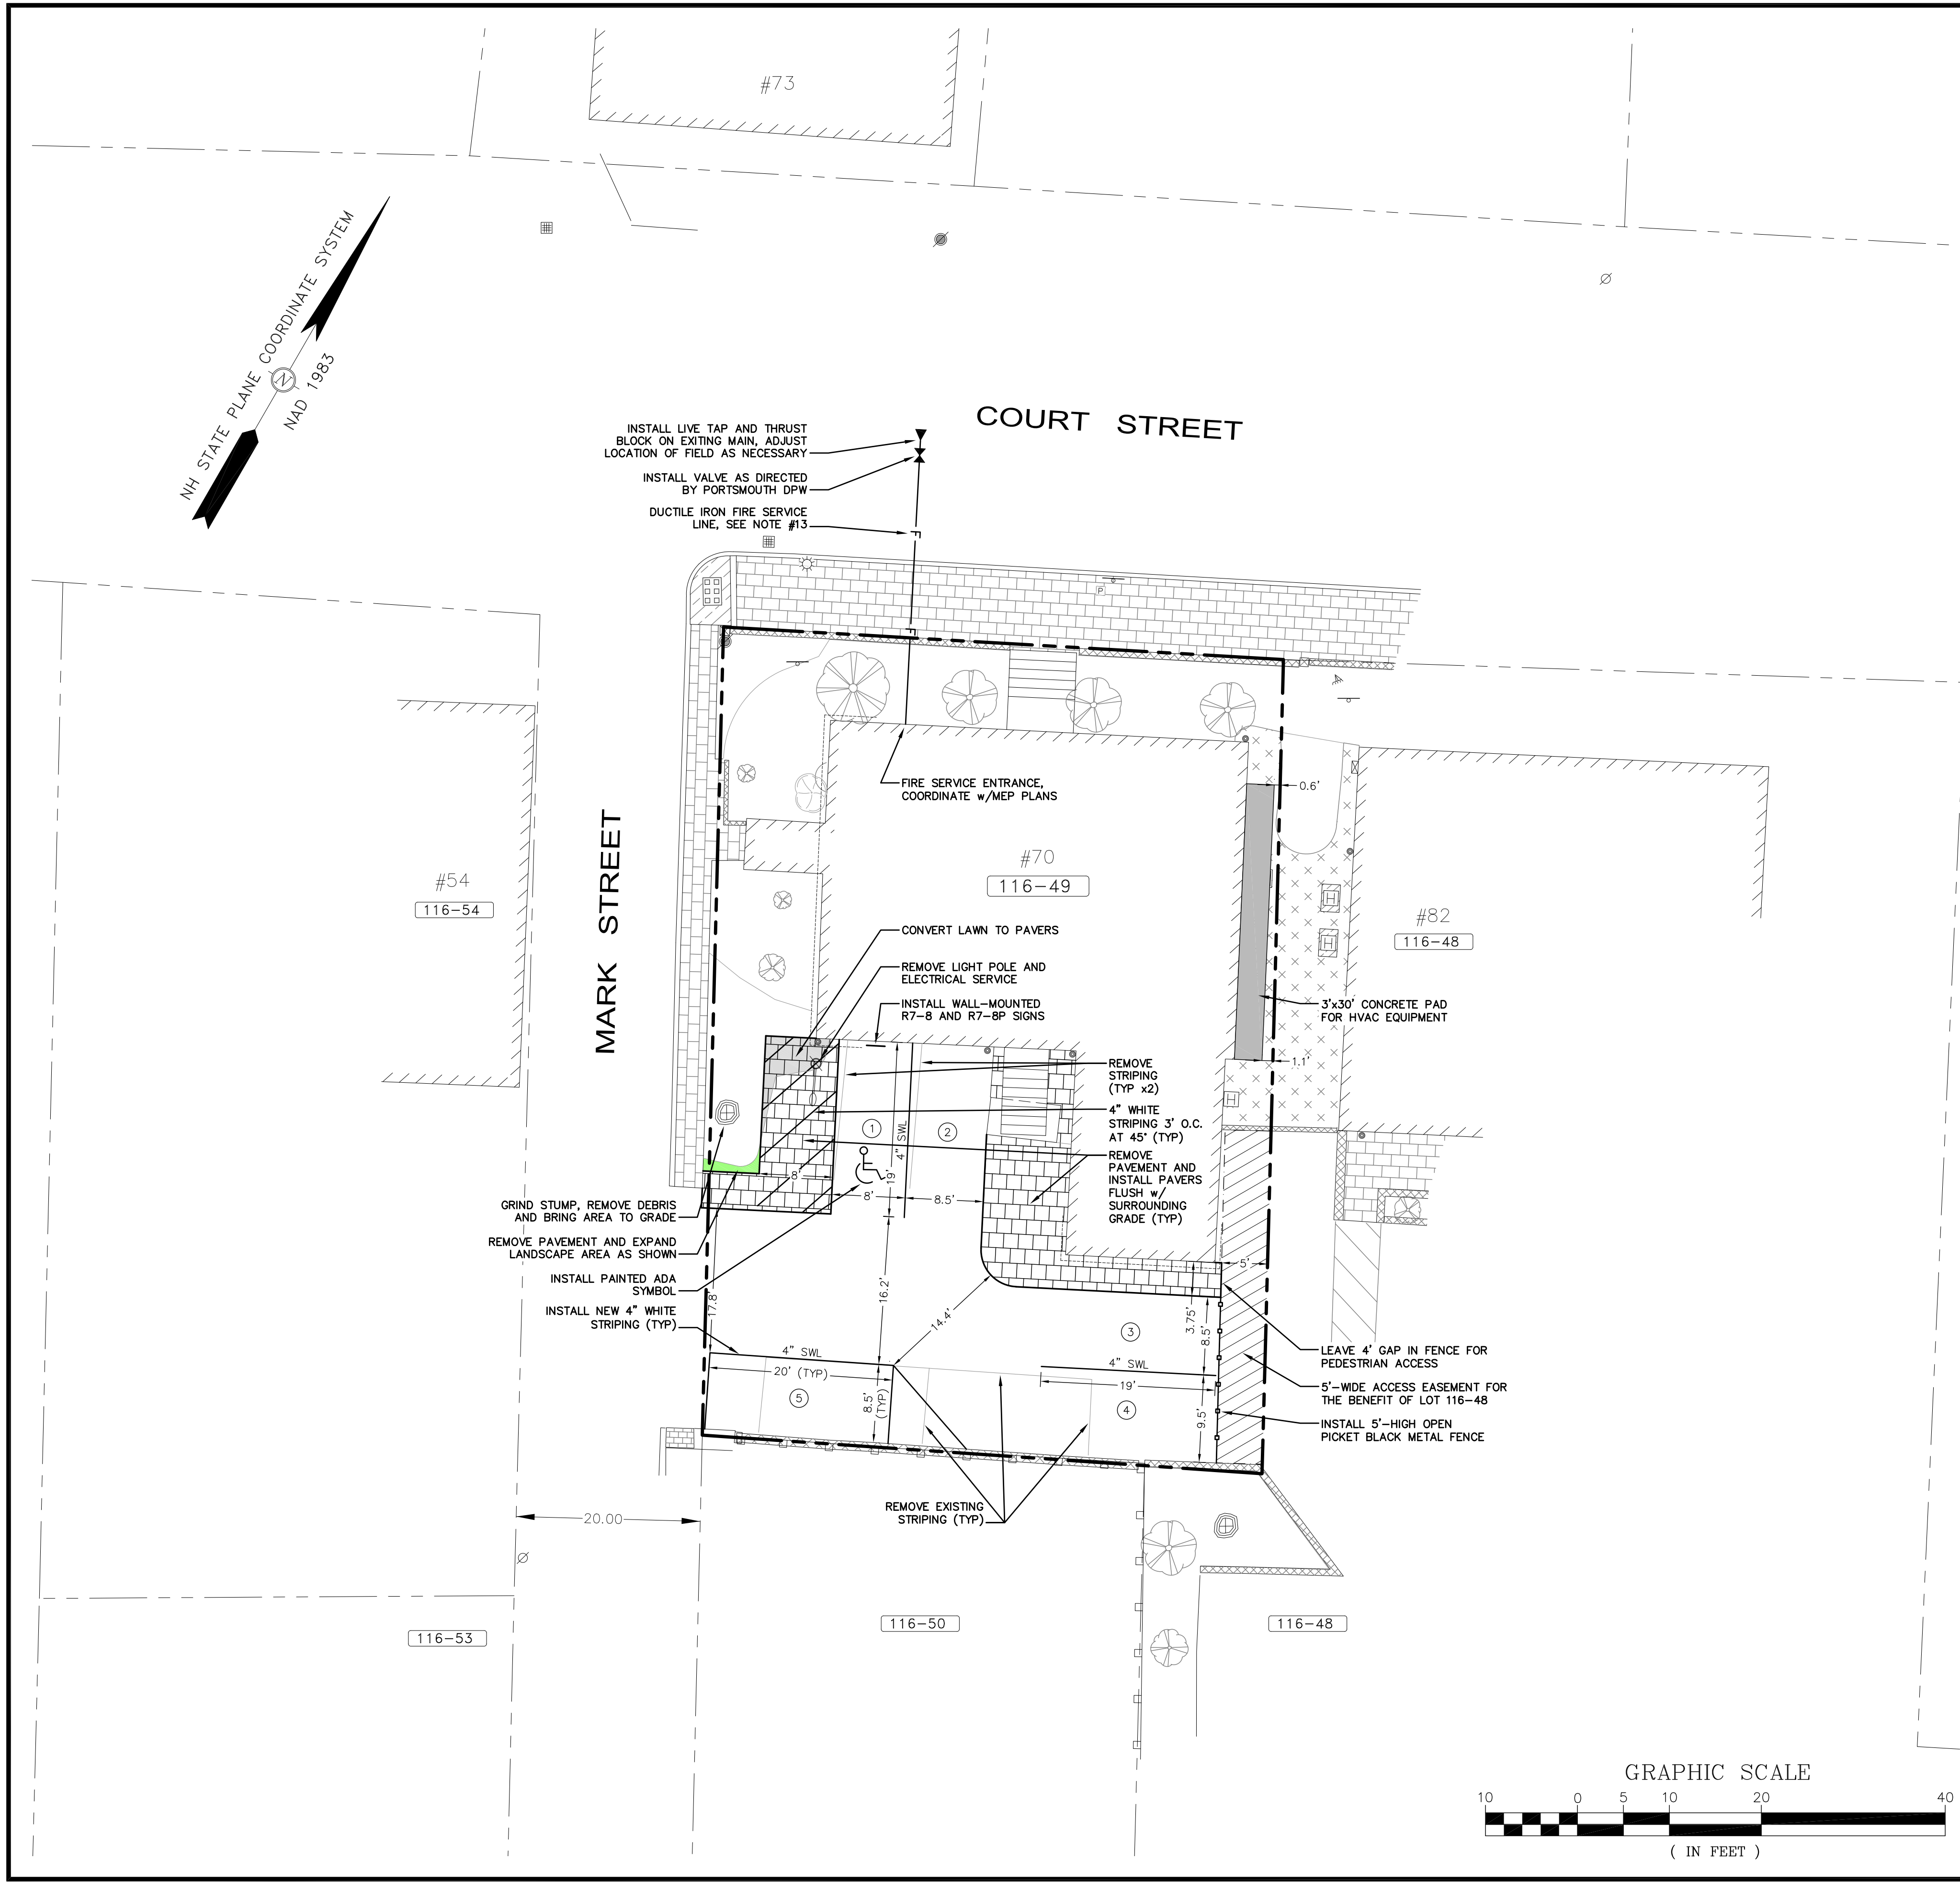 #73
NH STATE PLANE COORDINATE SYSTEM
N
NAD 1983
COURT STREET
INSTALL LIVE TAP AND THRUST
BLOCK ON EXITING MAIN, ADJUST
LOCATION OF FIELD AS NECESSARY
INSTALL VALVE AS DIRECTED
BY PORTSMOUTH DPW
DUCTILE IRON FIRE SERVICE
LINE, SEE NOTE #13
F
P
F
FIRE SERVICE ENTRANCE,
COORDINATE w/MEP PLANS
0.6'
#70
116-49
#54
116-54
MARK STREET
#82
116-48
H
H
CONVERT LAWN TO PAVERS
REMOVE LIGHT POLE AND
ELECTRICAL SERVICE
INSTALL WALL-MOUNTED
R7-8 AND R7-8P SIGNS
3'x30' CONCRETE PAD
FOR HVAC EQUIPMENT
1.1'
H
REMOVE
STRIPING
(TYP x2)
4" WHITE
STRIPING 3' O.C.
AT 45° (TYP)
REMOVE
PAVEMENT AND
INSTALL PAVERS
FLUSH w/
SURROUNDING
GRADE (TYP)
1
2
4" SWL
19'
8'
8'
8.5'
GRIND STUMP, REMOVE DEBRIS
AND BRING AREA TO GRADE
REMOVE PAVEMENT AND EXPAND
LANDSCAPE AREA AS SHOWN
INSTALL PAINTED ADA
SYMBOL
INSTALL NEW 4" WHITE
STRIPING (TYP)
5'
17.8'
16.2'
14.4'
3.75'
8.5'
3
LEAVE 4' GAP IN FENCE FOR
PEDESTRIAN ACCESS
5'-WIDE ACCESS EASEMENT FOR
THE BENEFIT OF LOT 116-48
INSTALL 5'-HIGH OPEN
PICKET BLACK METAL FENCE
4" SWL
20' (TYP)
5
8.5'
(TYP)
4" SWL
19'
4
9.5'
REMOVE EXISTING
STRIPING (TYP)
20.00
116-53
116-50
116-48
GRAPHIC SCALE
10 0 5 10 20 40
( IN FEET )